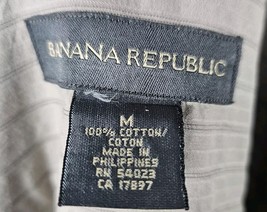 BANANA REPUBLIC
M
100% COTTON/
COTON
MADE IN
PHILIPPINES
RN 54023
CA 17897